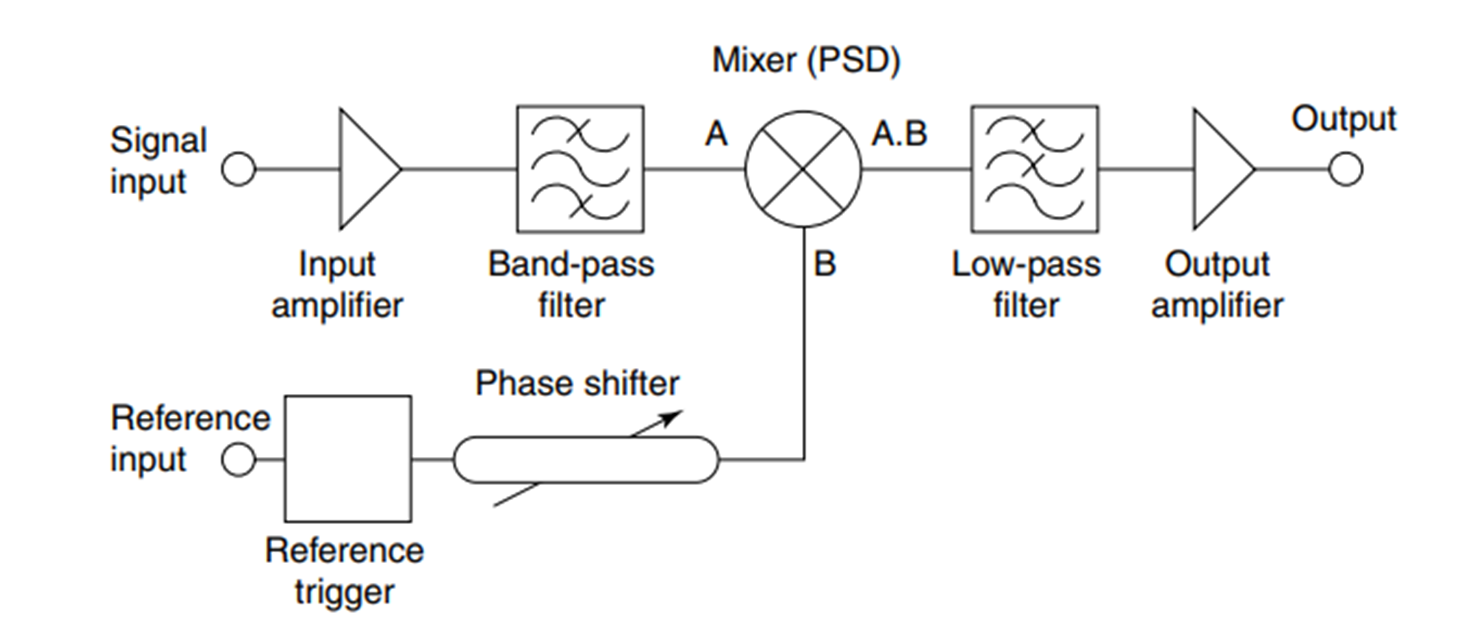 Mixer (PSD)
Signal
input
A
A.B
Output
Input
amplifier
Band-pass
filter
B
Low-pass
filter
Output
amplifier
Phase shifter
Reference
input
Reference
trigger